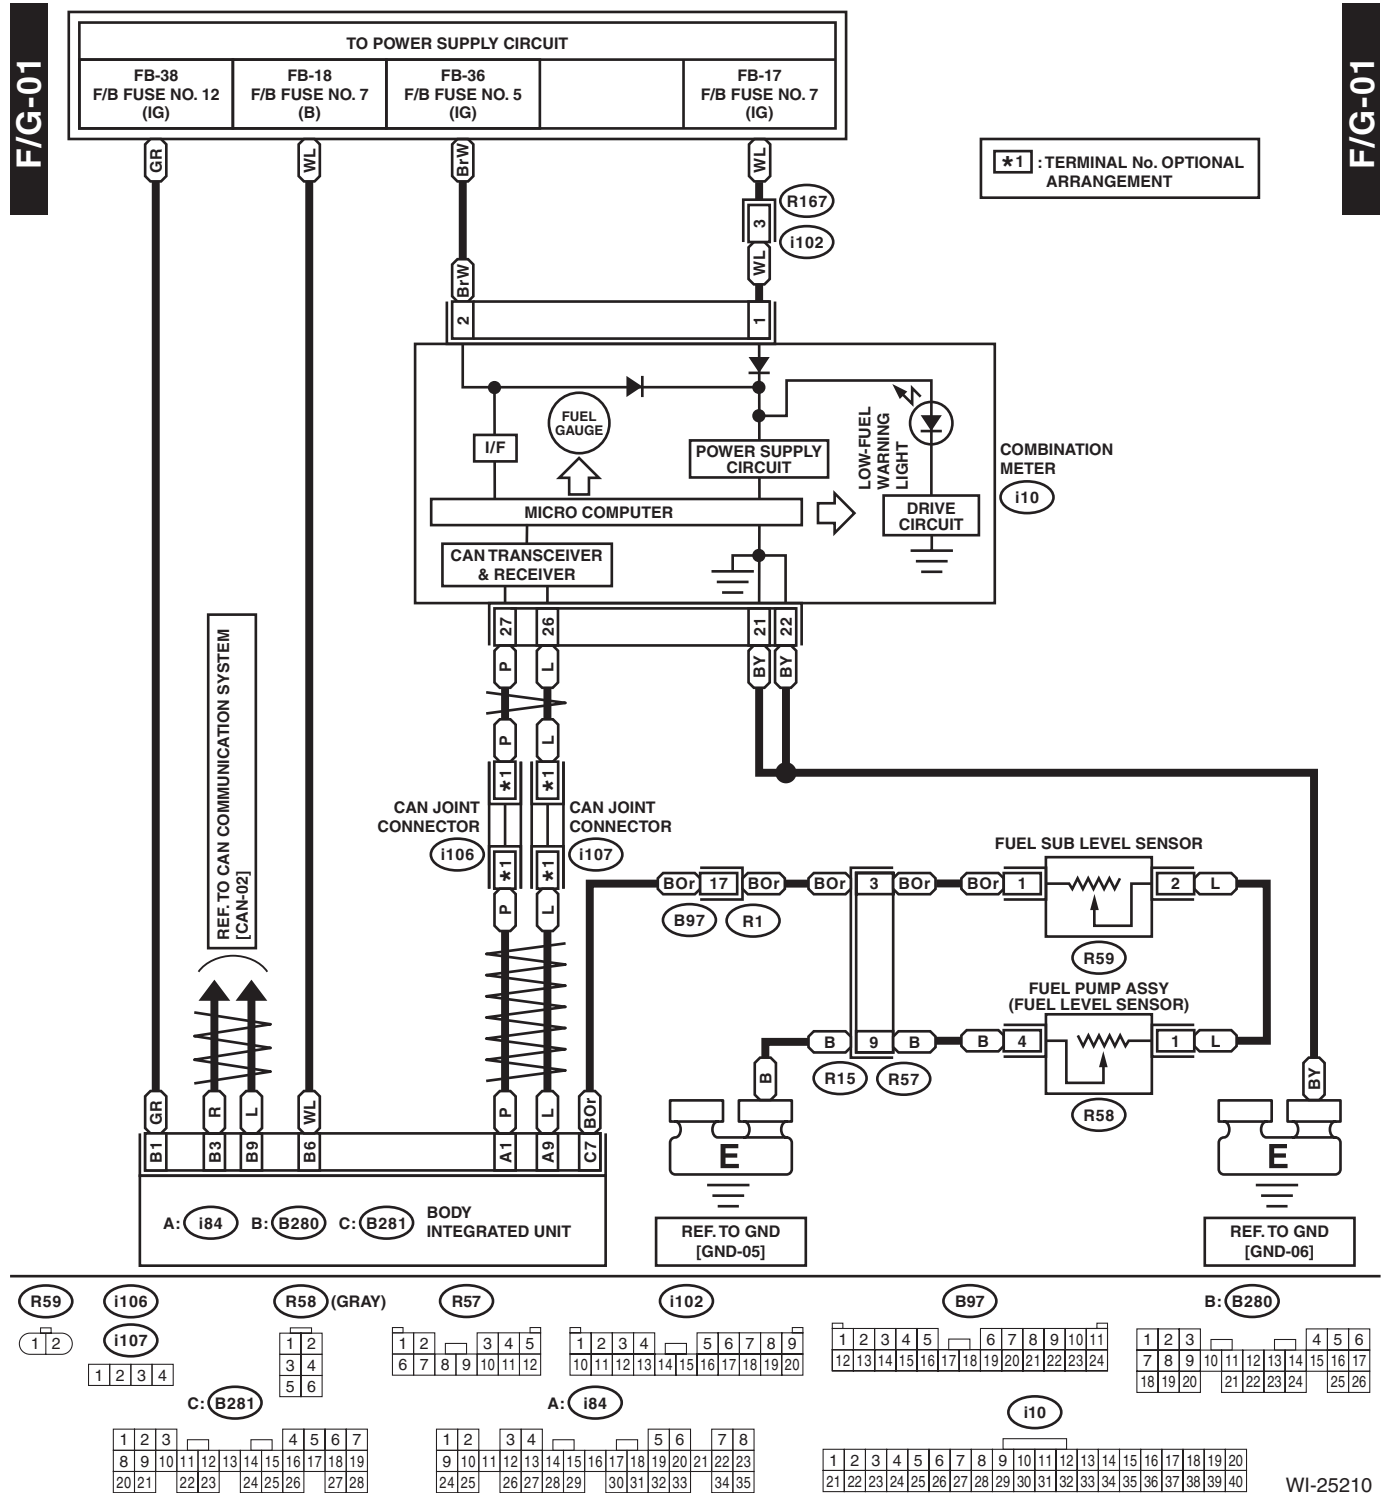 F/G-01
F/G-01
TO POWER SUPPLY CIRCUIT
FB-38
F/B FUSE NO. 12
(IG)
FB-18
F/B FUSE NO. 7
(B)
FB-36
F/B FUSE NO. 5
(IG)
FB-17
F/B FUSE NO. 7
(IG)
*1 : TERMINAL No. OPTIONAL
ARRANGEMENT
GR
WL
BrW
WL
R167
3
i102
BrW
WL
2
1
I/F
FUEL
GAUGE
POWER SUPPLY
CIRCUIT
LOW-FUEL
WARNING
LIGHT
COMBINATION
METER
i10
MICRO COMPUTER
DRIVE
CIRCUIT
CAN TRANSCEIVER
& RECEIVER
27
26
21
22
P
L
BY
BY
REF. TO CAN COMMUNICATION SYSTEM
[CAN-02]
P
L
*1
*1
CAN JOINT
CONNECTOR
i106
CAN JOINT
CONNECTOR
i107
*1
*1
P
L
FUEL SUB LEVEL SENSOR
BOr
17
BOr
BOr
3
BOr
BOr
1
2
L
B97
R1
R59
FUEL PUMP ASSY
(FUEL LEVEL SENSOR)
B
9
B
B
4
1
L
R15
R57
R58
B
BY
GR
R
L
WL
P
L
BOr
B1
B3
B9
B6
A1
A9
C7
E
E
A: i84
B: B280
C: B281
BODY
INTEGRATED UNIT
REF. TO GND
[GND-05]
REF. TO GND
[GND-06]
R59
1 2
i106
i107
1 2 3 4
R58 (GRAY)
1 2
3 4
5 6
R57
1 2 3 4 5
6 7 8 9 10 11 12
i102
1 2 3 4 5 6 7 8 9
10 11 12 13 14 15 16 17 18 19 20
B97
1 2 3 4 5 6 7 8 9 10 11
12 13 14 15 16 17 18 19 20 21 22 23 24
B: B280
1 2 3 4 5 6
7 8 9 10 11 12 13 14 15 16 17
18 19 20 21 22 23 24 25 26
C: B281
1 2 3 4 5 6 7
8 9 10 11 12 13 14 15 16 17 18 19
20 21 22 23 24 25 26 27 28
A: i84
1 2 3 4 5 6 7 8
9 10 11 12 13 14 15 16 17 18 19 20 21 22 23
24 25 26 27 28 29 30 31 32 33 34 35
i10
1 2 3 4 5 6 7 8 9 10 11 12 13 14 15 16 17 18 19 20
21 22 23 24 25 26 27 28 29 30 31 32 33 34 35 36 37 38 39 40
WI-25210